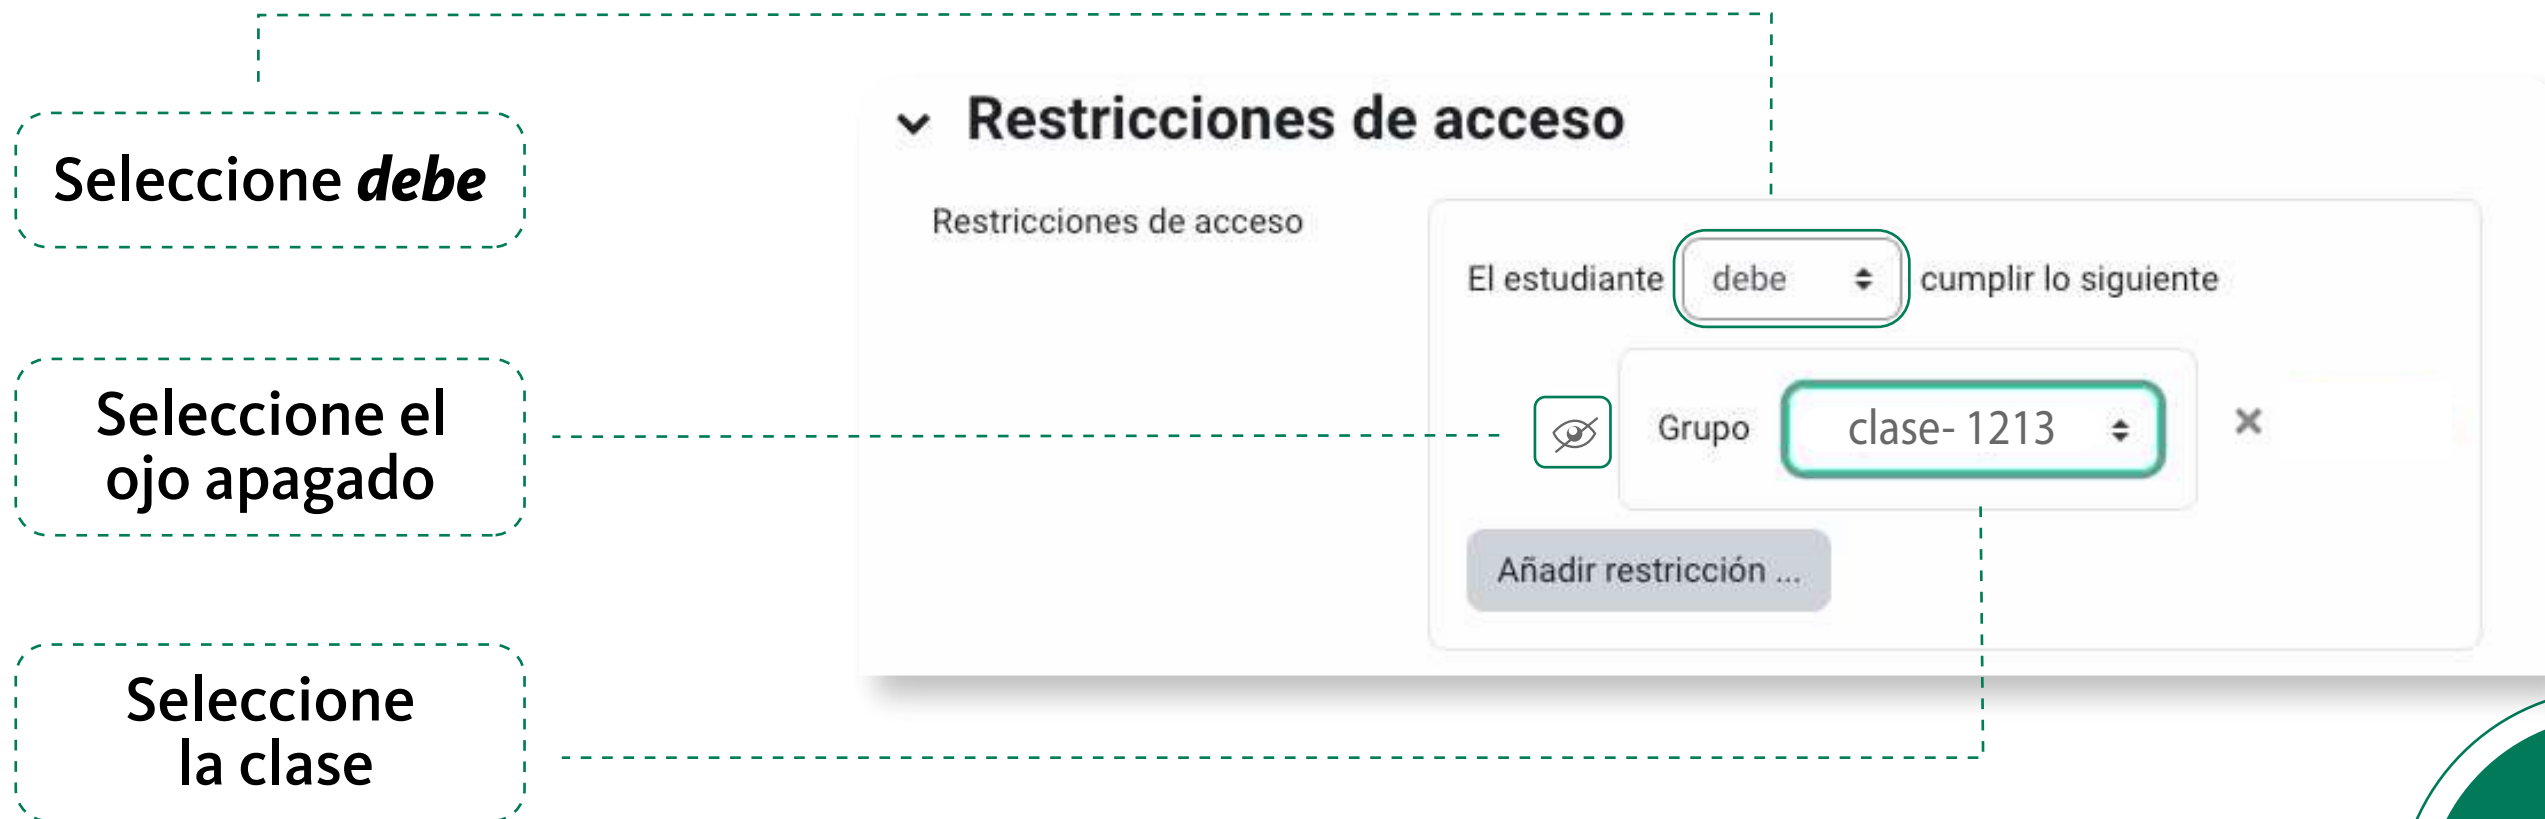 Seleccione debe
Seleccione el
ojo apagado
Seleccione
la clase
Restricciones de acceso
Restricciones de acceso
El estudiante debe cumplir lo siguiente
Grupo clase- 1213
Añadir restricción ...